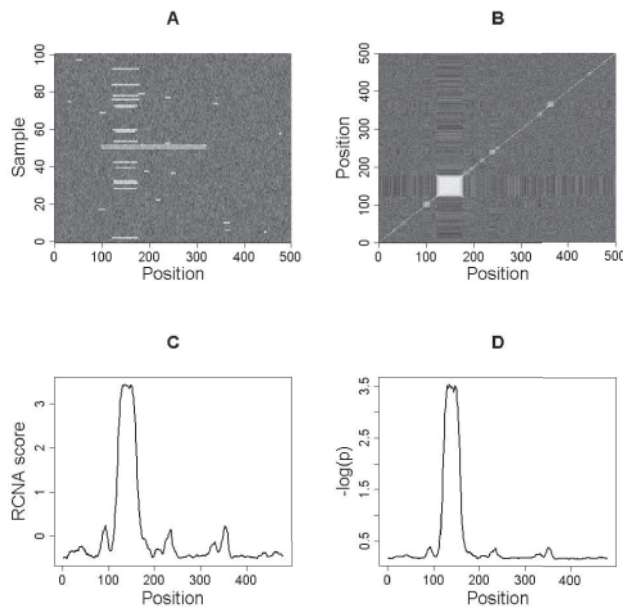 A
B
Sample
0 20 40 60 80 100
0 100 200 300 400 500
Position
Position
0 100 200 300 400 500
0 100 200 300 400 500
Position
C
D
RCNA score
0 1 2 3
0 100 200 300 400
Position
-log(p)
0.5 1.5 2.5 3.5
0 100 200 300 400
Position